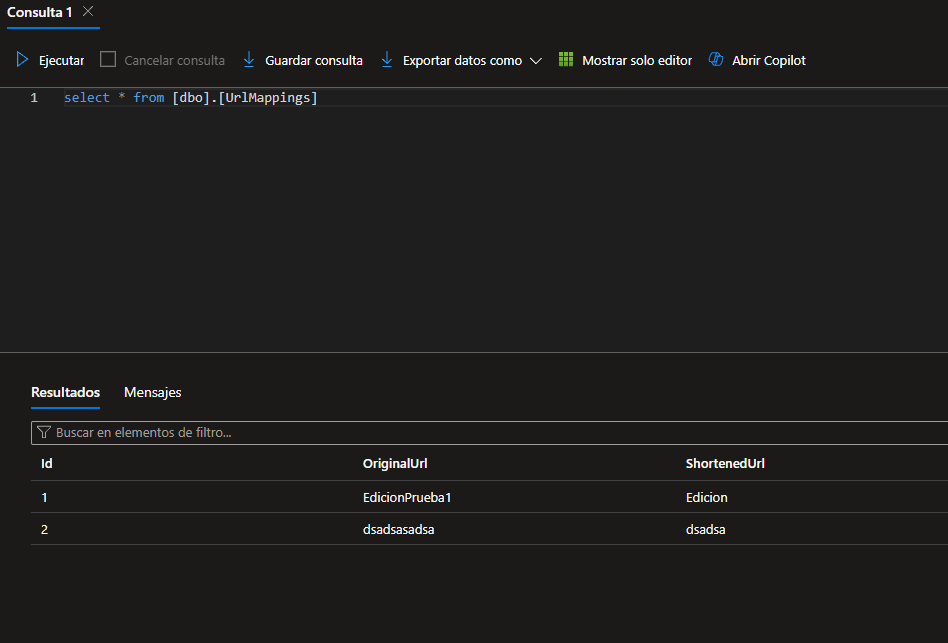 Consulta 1
Ejecutar Cancelar consulta Guardar consulta Exportar datos como Mostrar solo editor Abrir Copilot
1 select * from [dbo].[UrlMappings]
Resultados Mensajes
Buscar en elementos de filtro...
Id OriginalUrl ShortenedUrl
1 EdicionPrueba1 Edicion
2 dsadsasadsa dsadsa